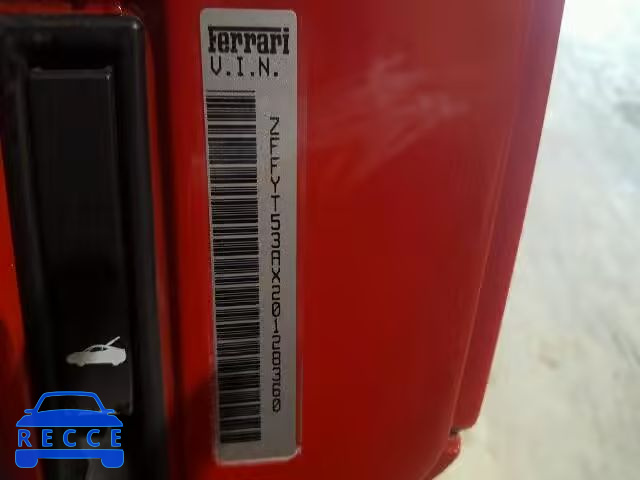 Ferrari
V.I.N.
ZFFYT53AX20128360
RECCE